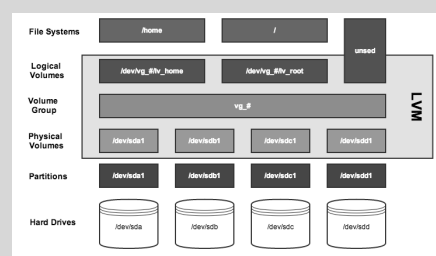 File Systems
/home
/
unsed
Logical
Volumes
/dev/vg_#/lv_home
/dev/vg_#/lv_root
Volume
Group
vg_#
LVM
Physical
Volumes
/dev/sda1
/dev/sdb1
/dev/sdc1
/dev/sdd1
Partitions
/dev/sda1
/dev/sdb1
/dev/sdc1
/dev/sdd1
Hard Drives
/dev/sda
/dev/sdb
/dev/sdc
/dev/sdd